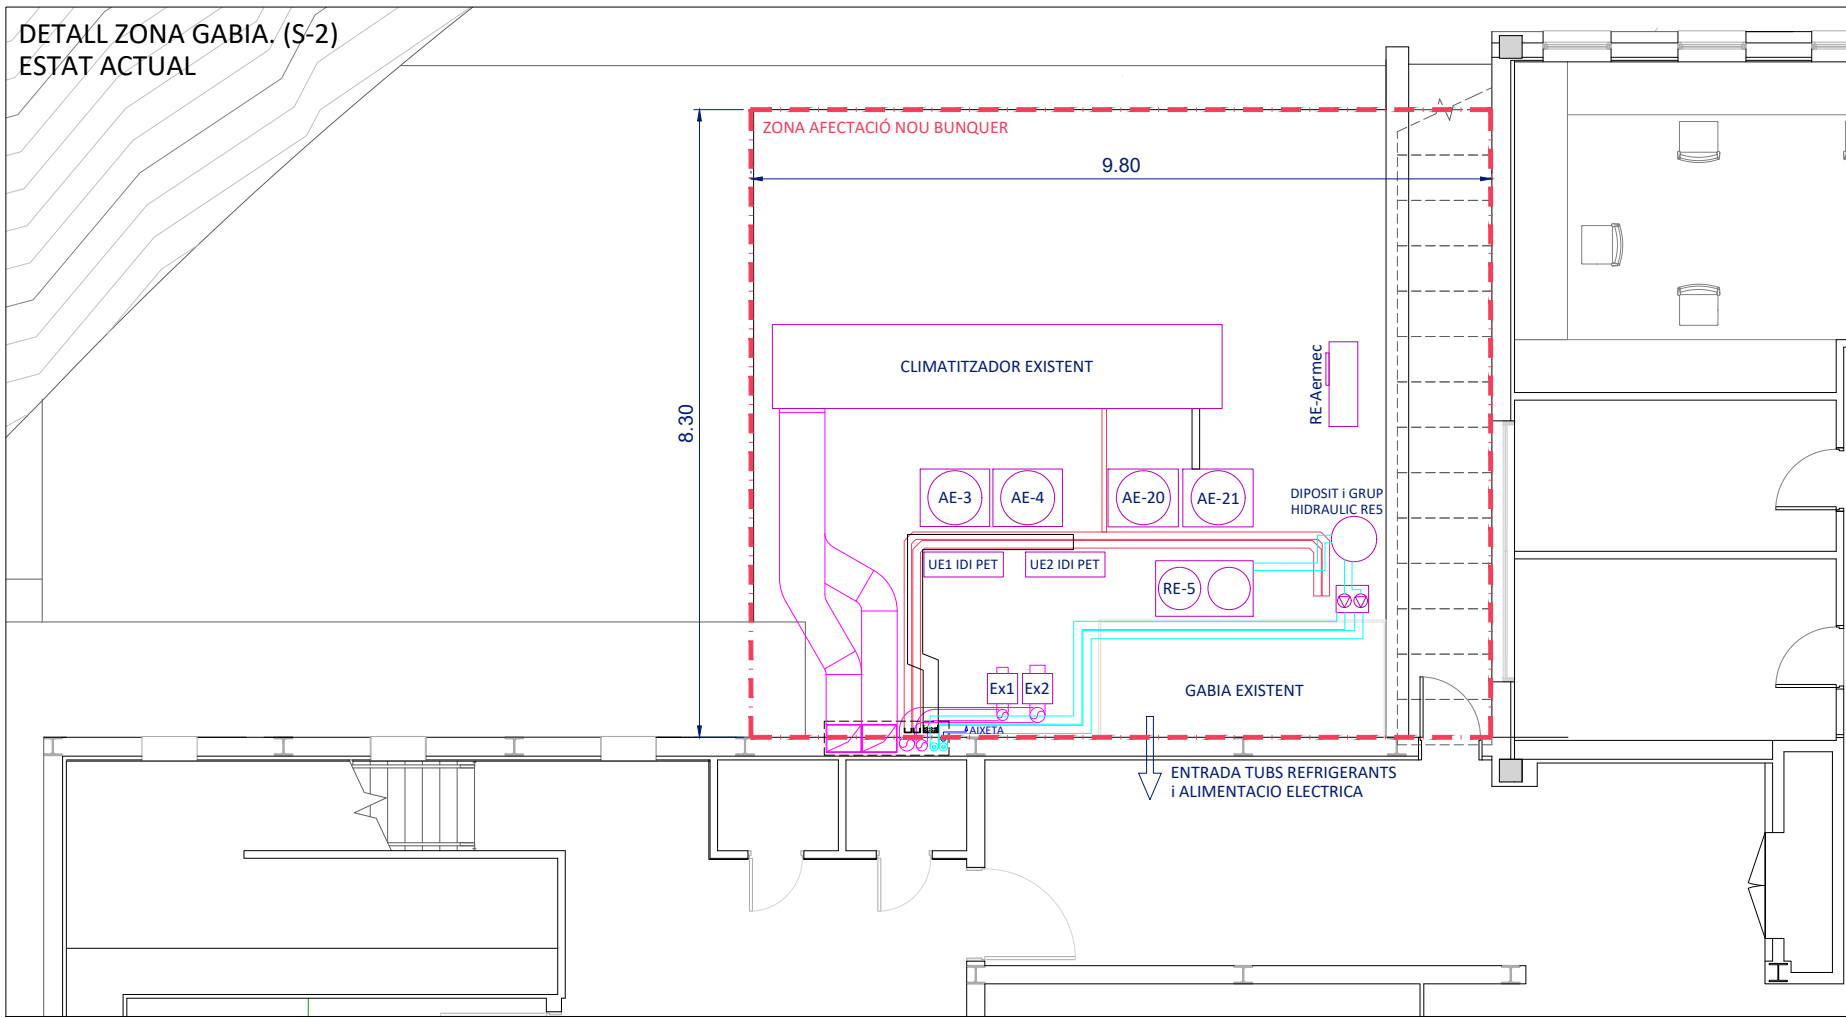 DETALL ZONA GABIA. (S-2)
ESTAT ACTUAL
ZONA AFECTACIÓ NOU BUNQUER
9.80
8.30
CLIMATITZADOR EXISTENT
RE-Aermec
AE-3
AE-4
AE-20
AE-21
DIPOSIT i GRUP
HIDRAULIC RE5
UE1 IDI PET
UE2 IDI PET
RE-5
Ex1
Ex2
GABIA EXISTENT
AIXETA
ENTRADA TUBS REFRIGERANTS
i ALIMENTACIO ELECTRICA